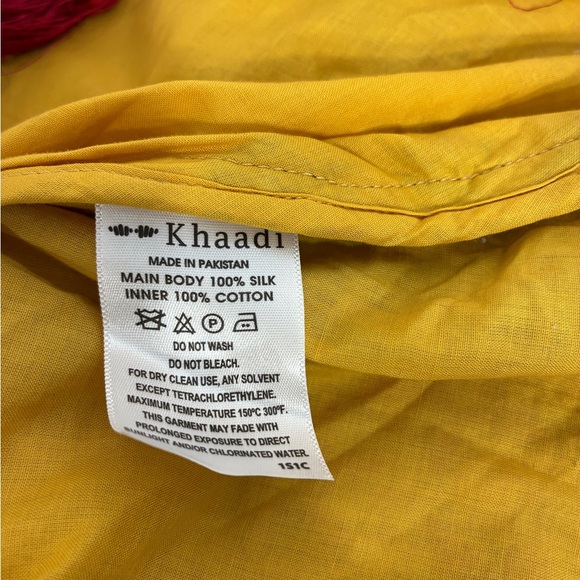 Khaadi
MADE IN PAKISTAN
MAIN BODY 100% SILK
INNER 100% COTTON
P
DO NOT WASH
DO NOT BLEACH.
FOR DRY CLEAN USE, ANY SOLVENT
EXCEPT TETRACHLORETHYLENE.
MAXIMUM TEMPERATURE 150ºC 300ºF.
THIS GARMENT MAY FADE WITH
PROLONGED EXPOSURE TO DIRECT
SUNLIGHT AND/OR CHLORINATED WATER.
1S1C